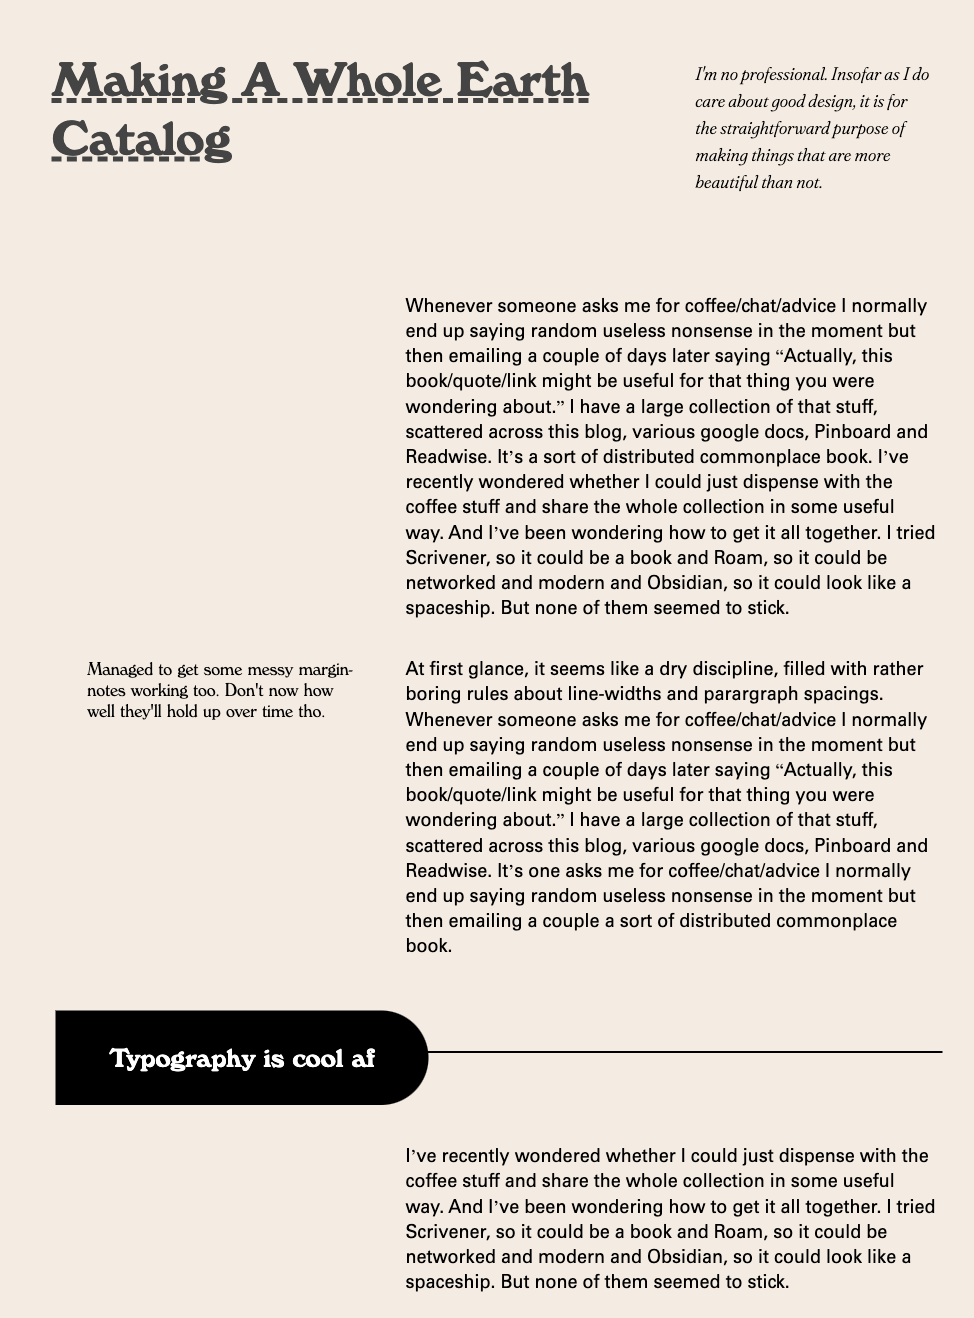 Making A Whole Earth
Catalog
I'm no professional. Insofar as I do
care about good design, it is for
the straightforward purpose of
making things that are more
beautiful than not.
Whenever someone asks me for coffee/chat/advice I normally
end up saying random useless nonsense in the moment but
then emailing a couple of days later saying “Actually, this
book/quote/link might be useful for that thing you were
wondering about.” I have a large collection of that stuff,
scattered across this blog, various google docs, Pinboard and
Readwise. It’s a sort of distributed commonplace book. I’ve
recently wondered whether I could just dispense with the
coffee stuff and share the whole collection in some useful
way. And I’ve been wondering how to get it all together. I tried
Scrivener, so it could be a book and Roam, so it could be
networked and modern and Obsidian, so it could look like a
spaceship. But none of them seemed to stick.
Managed to get some messy margin-
notes working too. Don't now how
well they'll hold up over time tho.
At first glance, it seems like a dry discipline, filled with rather
boring rules about line-widths and parargraph spacings.
Whenever someone asks me for coffee/chat/advice I normally
end up saying random useless nonsense in the moment but
then emailing a couple of days later saying “Actually, this
book/quote/link might be useful for that thing you were
wondering about.” I have a large collection of that stuff,
scattered across this blog, various google docs, Pinboard and
Readwise. It’s one asks me for coffee/chat/advice I normally
end up saying random useless nonsense in the moment but
then emailing a couple a sort of distributed commonplace
book.
Typography is cool af
I’ve recently wondered whether I could just dispense with the
coffee stuff and share the whole collection in some useful
way. And I’ve been wondering how to get it all together. I tried
Scrivener, so it could be a book and Roam, so it could be
networked and modern and Obsidian, so it could look like a
spaceship. But none of them seemed to stick.